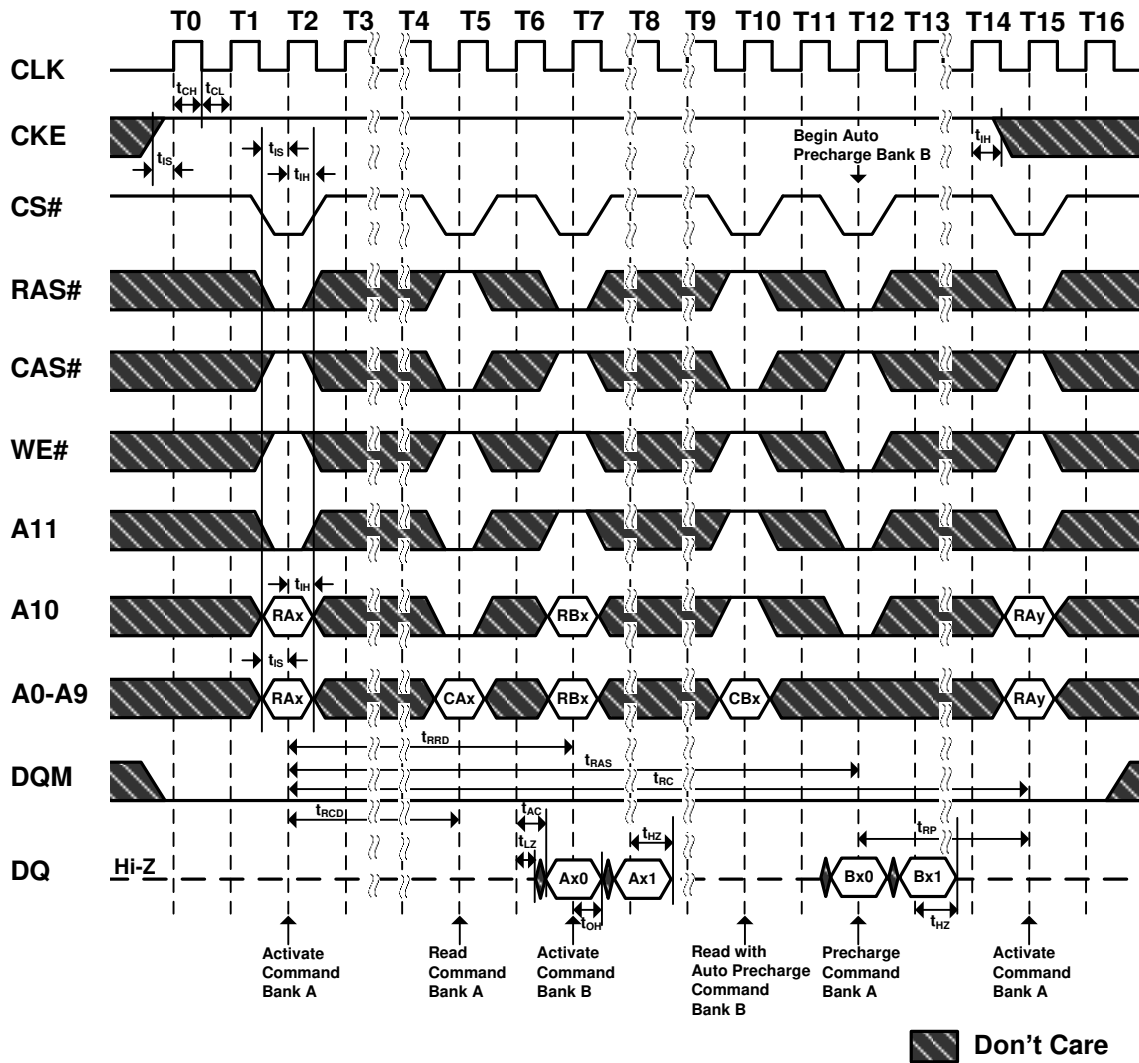 T0 T1 T2 T3 T4 T5 T6 T7 T8 T9 T10 T11 T12 T13 T14 T15 T16
CLK
tCH tCL
CKE
tIS
tIS
tIH
Begin Auto
Precharge Bank B
tIH
CS#
RAS#
CAS#
WE#
A11
tIH
A10
RAx RBx RAy
tIS
A0-A9
RAx CAx RBx CBx RAy
tRRD
tRAS
DQM
tRC
tRCD
tAC
tLZ
tHZ
tRP
DQ
Hi-Z
Ax0 Ax1 Bx0 Bx1
tOH
tHZ
Activate
Command
Bank A
Read
Command
Bank A
Activate
Command
Bank B
Read with
Auto Precharge
Command
Bank B
Precharge
Command
Bank A
Activate
Command
Bank A
Don't Care